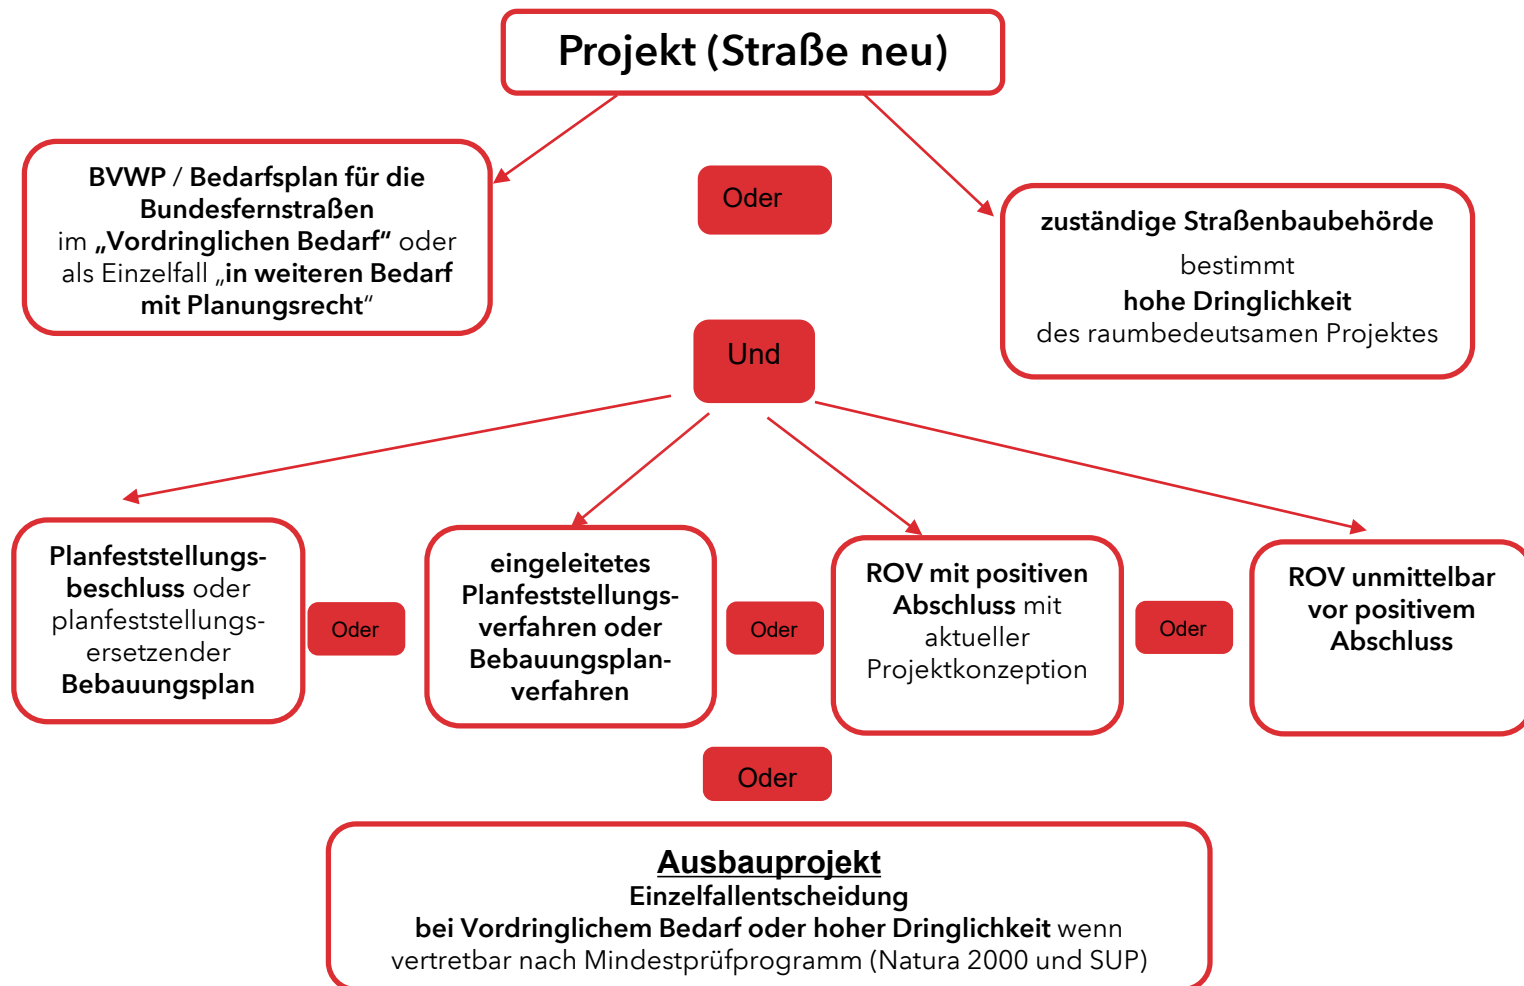 Projekt (Straße neu)
BVWP / Bedarfsplan für die
Bundesfernstraßen
im „Vordringlichen Bedarf“ oder
als Einzelfall „in weiteren Bedarf
mit Planungsrecht“
Oder
zuständige Straßenbaubehörde
bestimmt
hohe Dringlichkeit
des raumbedeutsamen Projektes
Und
Planfeststellungs-
beschluss oder
planfeststellungs-
ersetzender
Bebauungsplan
Oder
eingeleitetes
Planfeststellungs-
verfahren oder
Bebauungsplan-
verfahren
Oder
ROV mit positiven
Abschluss mit
aktueller
Projektkonzeption
Oder
ROV unmittelbar
vor positivem
Abschluss
Oder
Ausbauprojekt
Einzelfallentscheidung
bei Vordringlichem Bedarf oder hoher Dringlichkeit wenn
vertretbar nach Mindestprüfprogramm (Natura 2000 und SUP)